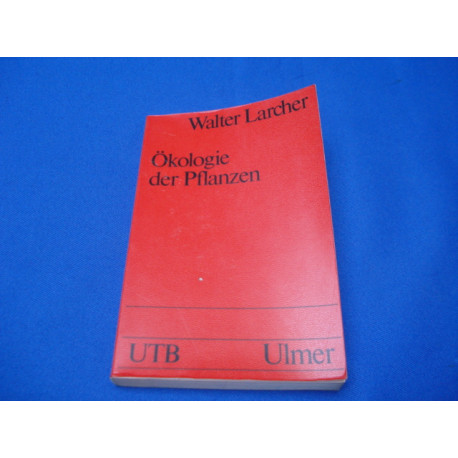 Walter Larcher
Ökologie
der Pflanzen
UTB Ulmer